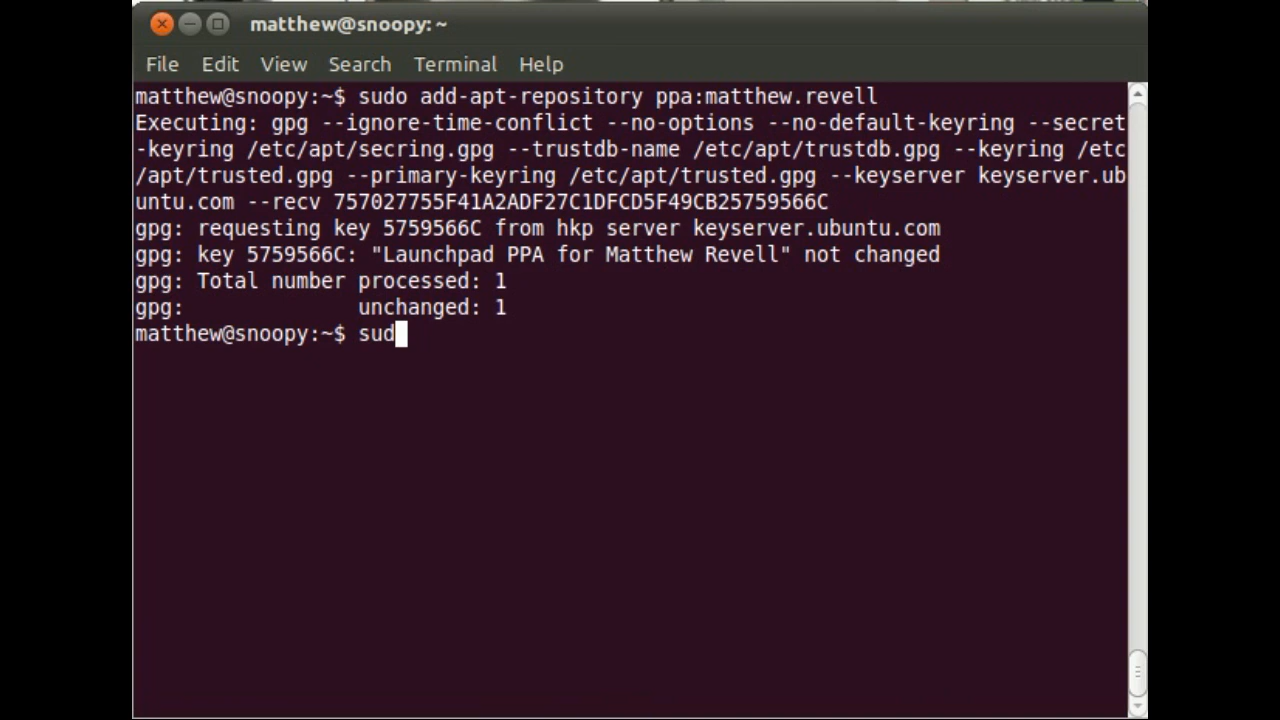 matthew@snoopy: ~
File Edit View Search Terminal Help
matthew@snoopy:~$ sudo add-apt-repository ppa:matthew.revell
Executing: gpg --ignore-time-conflict --no-options --no-default-keyring --secret
-keyring /etc/apt/secring.gpg --trustdb-name /etc/apt/trustdb.gpg --keyring /etc
/apt/trusted.gpg --primary-keyring /etc/apt/trusted.gpg --keyserver keyserver.ub
untu.com --recv 757027755F41A2ADF27C1DFCD5F49CB25759566C
gpg: requesting key 5759566C from hkp server keyserver.ubuntu.com
gpg: key 5759566C: "Launchpad PPA for Matthew Revell" not changed
gpg: Total number processed: 1
gpg:              unchanged: 1
matthew@snoopy:~$ sud